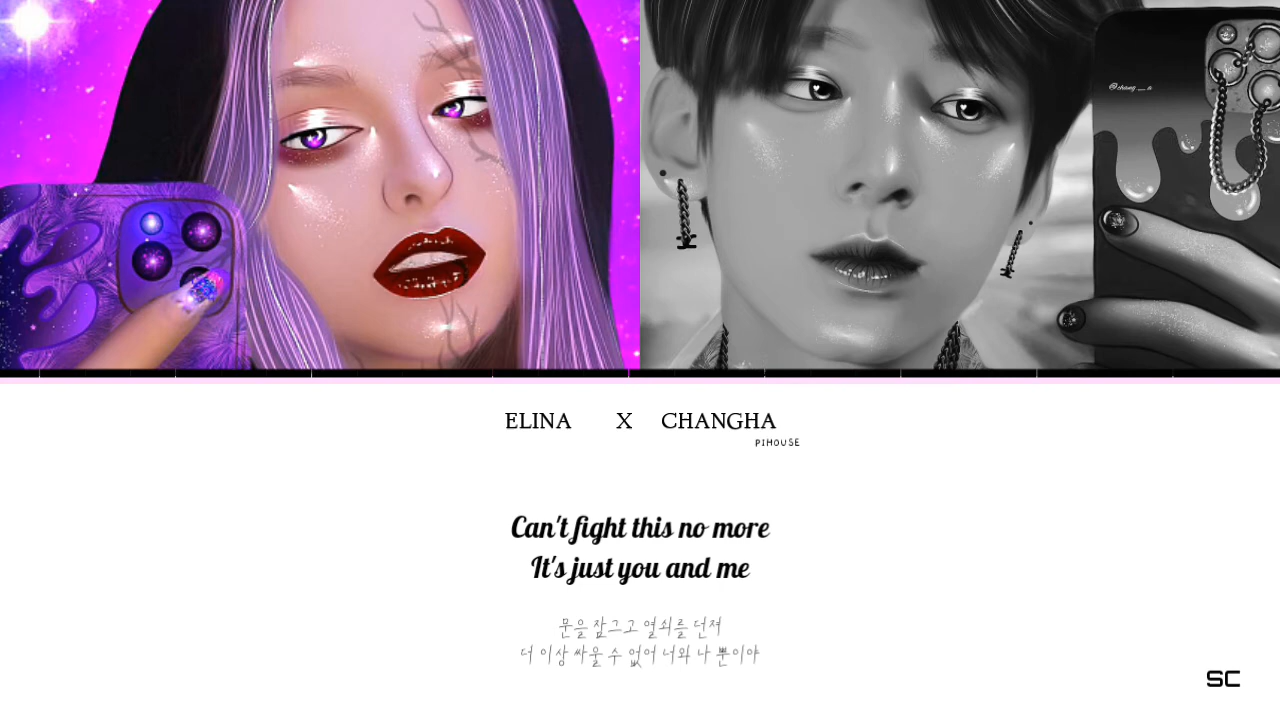 @chang__a
ELINA X CHANGHA
PIHOUSE
Can't fight this no more
It's just you and me
문을 잠그고 열쇠를 던져
더 이상 싸울 수 없어 너와 나 뿐이야
SC